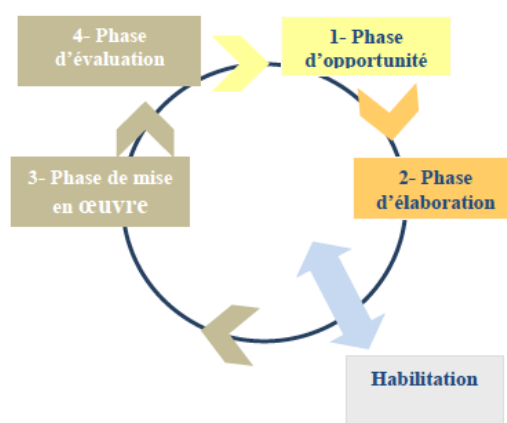 1- Phase
d'opportunité
2- Phase
d'élaboration
Habilitation
3- Phase de mise
en œuvre
4- Phase
d'évaluation